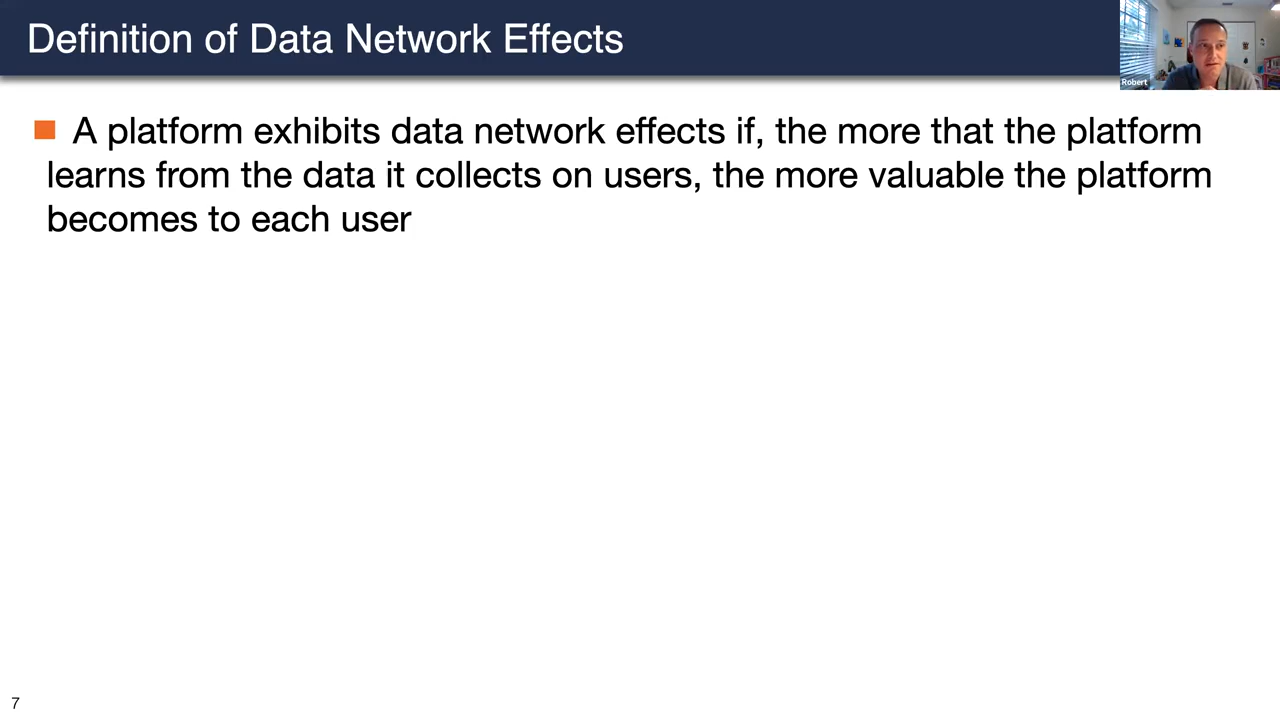 Definition of Data Network Effects
Robert
A platform exhibits data network effects if, the more that the platform
learns from the data it collects on users, the more valuable the platform
becomes to each user
7